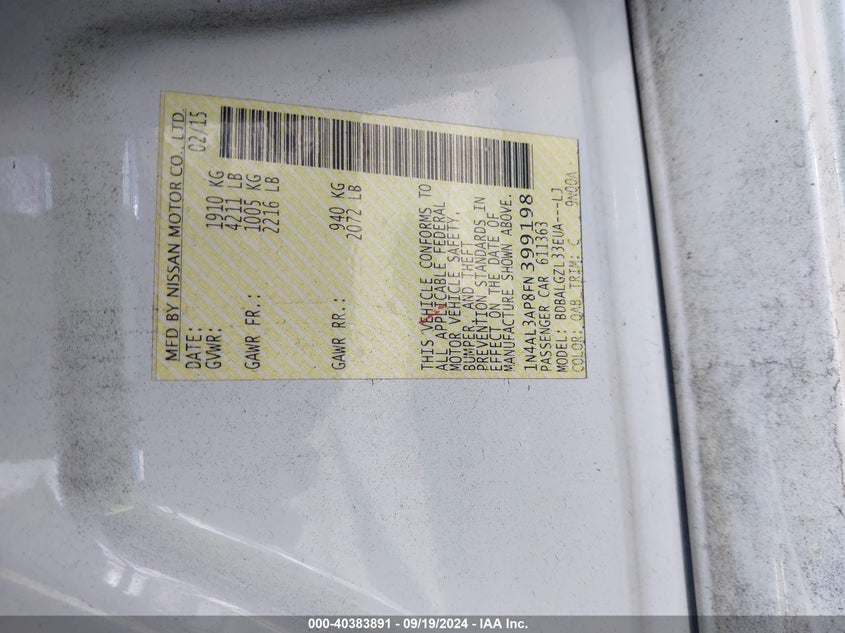 MFD BY NISSAN MOTOR CO., LTD.
DATE: 02/15
GVWR: 1910 KG
4211 LB
GAWR FR.: 1005 KG
2216 LB
GAWR RR.: 940 KG
2072 LB
THIS VEHICLE CONFORMS TO
ALL APPLICABLE FEDERAL
MOTOR VEHICLE SAFETY,
BUMPER, AND THEFT
PREVENTION STANDARDS IN
EFFECT ON THE DATE OF
MANUFACTURE SHOWN ABOVE.
1N4AL3AP8FN399198
PASSENGER CAR 611363
MODEL: BDBALGZL33EUA---LJ
COLOR: QAB TRIM: C 9N00A
000-40383891 - 09/19/2024 - IAA Inc.